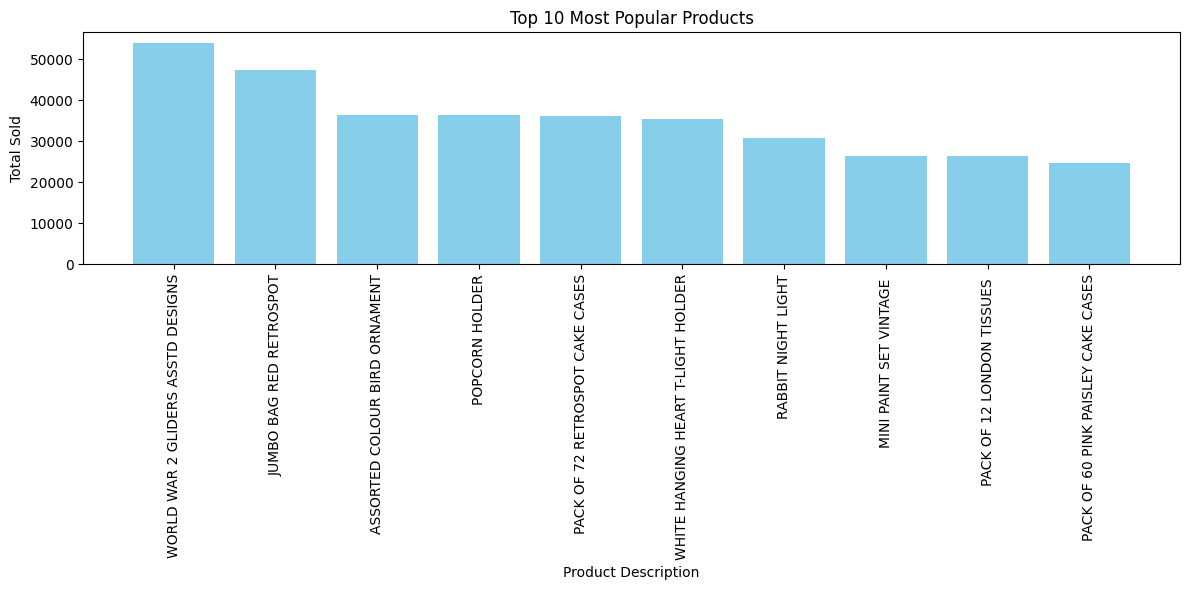 Top 10 Most Popular Products
Total Sold
50000
40000
30000
20000
10000
0
WORLD WAR 2 GLIDERS ASSTD DESIGNS
JUMBO BAG RED RETROSPOT
ASSORTED COLOUR BIRD ORNAMENT
POPCORN HOLDER
PACK OF 72 RETROSPOT CAKE CASES
WHITE HANGING HEART T-LIGHT HOLDER
RABBIT NIGHT LIGHT
MINI PAINT SET VINTAGE
PACK OF 12 LONDON TISSUES
PACK OF 60 PINK PAISLEY CAKE CASES
Product Description